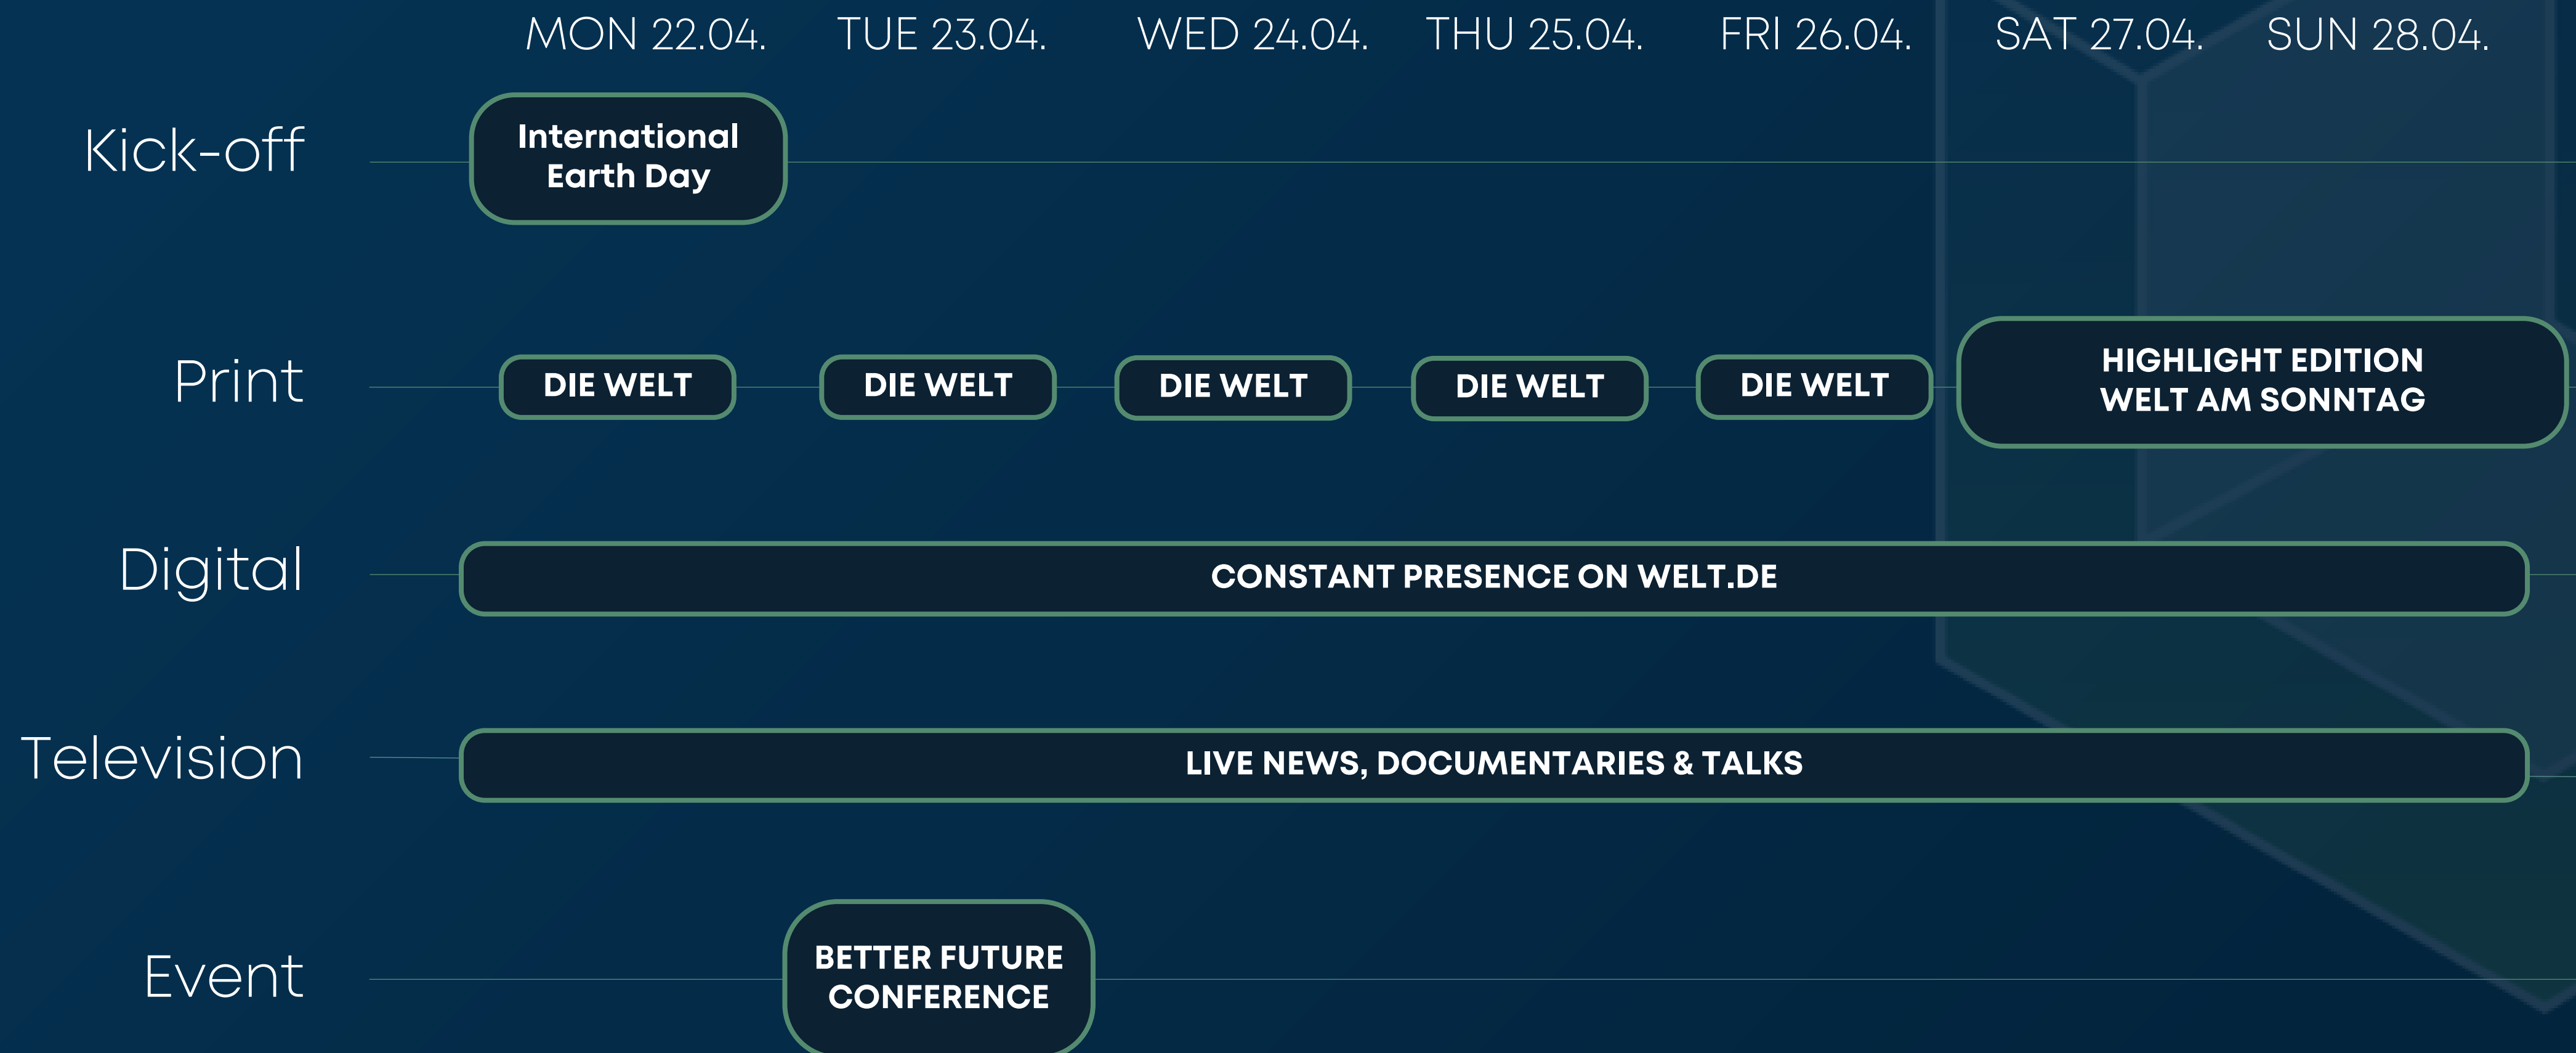 MON 22.04. TUE 23.04. WED 24.04. THU 25.04. FRI 26.04. SAT 27.04. SUN 28.04.
Kick-off
International
Earth Day
Print
DIE WELT DIE WELT DIE WELT DIE WELT DIE WELT
HIGHLIGHT EDITION
WELT AM SONNTAG
Digital
CONSTANT PRESENCE ON WELT.DE
Television
LIVE NEWS, DOCUMENTARIES & TALKS
Event
BETTER FUTURE
CONFERENCE